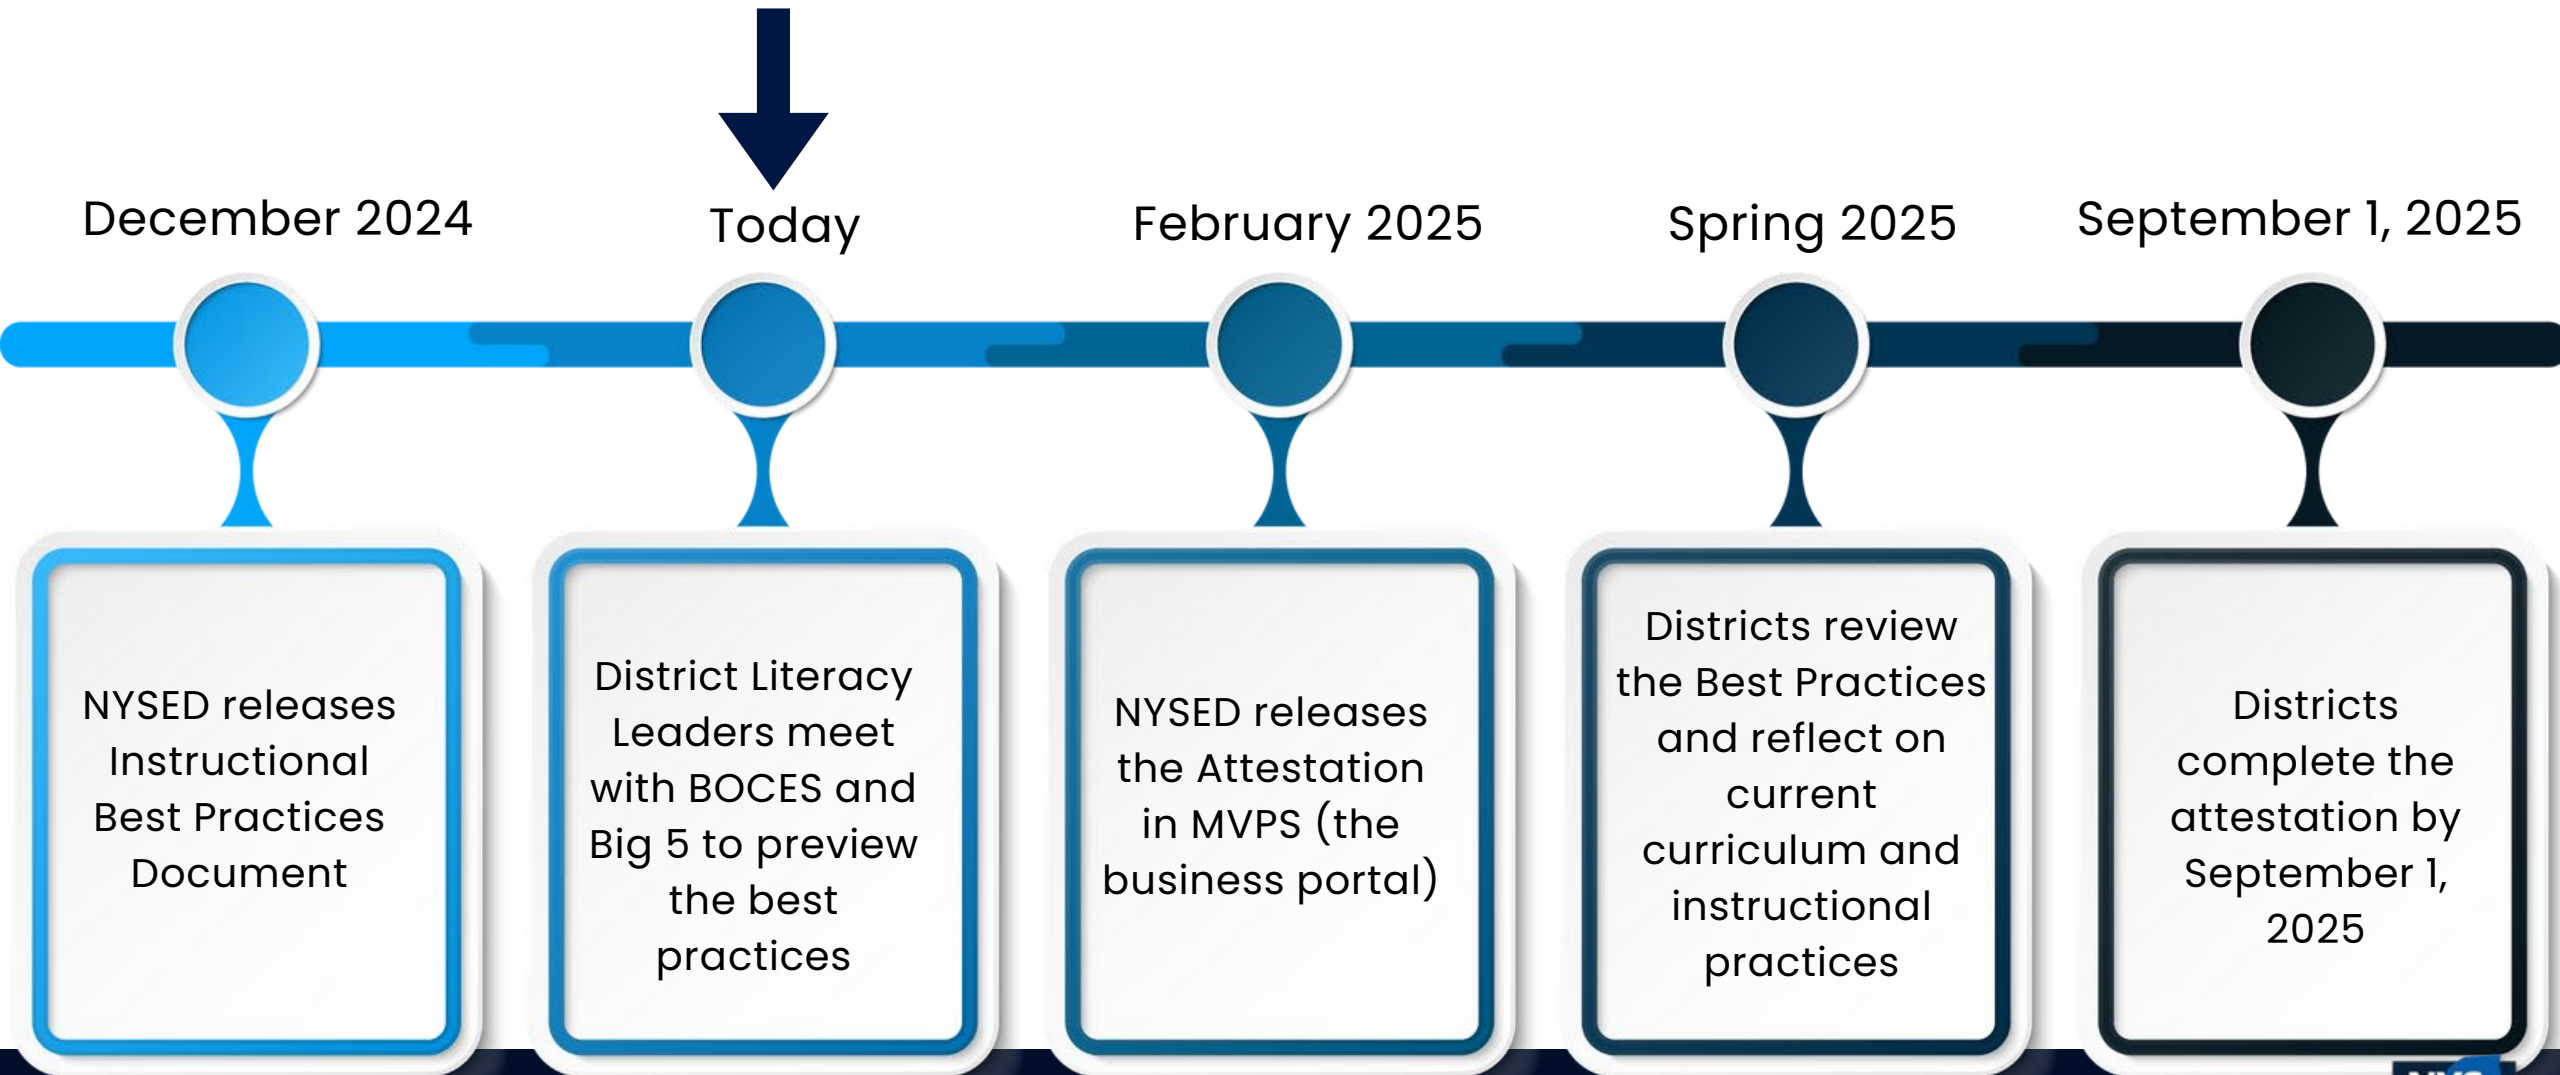 December 2024
Today
February 2025
Spring 2025
September 1, 2025
NYSED releases
Instructional
Best Practices
Document
District Literacy
Leaders meet
with BOCES and
Big 5 to preview
the best
practices
NYSED releases
the Attestation
in MVPS (the
business portal)
Districts review
the Best Practices
and reflect on
current
curriculum and
instructional
practices
Districts
complete the
attestation by
September 1,
2025